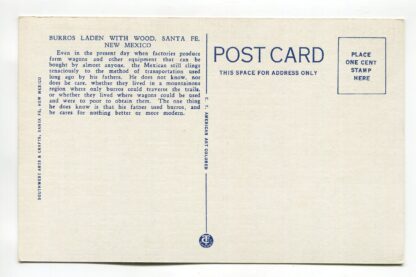 BURROS LADEN WITH WOOD, SANTA FE,
NEW MEXICO
Even in the present day when factories produce
farm wagons and other equipment that can be
bought by almost anyone, the Mexican still clings
tenaciously to the method of transportation used
long ago by his fathers. He does not know, nor
does he care, whether they lived in a mountainous
region where only burros could traverse the trails,
or whether they lived where wagons could be used
and were to poor to obtain them. The one thing
he does know is that his father used burros, and
he cares for nothing better or more modern.
SOUTHWEST ARTS & CRAFTS, SANTA FE, NEW MEXICO
C. T. AMERICAN ART COLORED
POST CARD
THIS SPACE FOR ADDRESS ONLY
PLACE
ONE CENT
STAMP
HERE